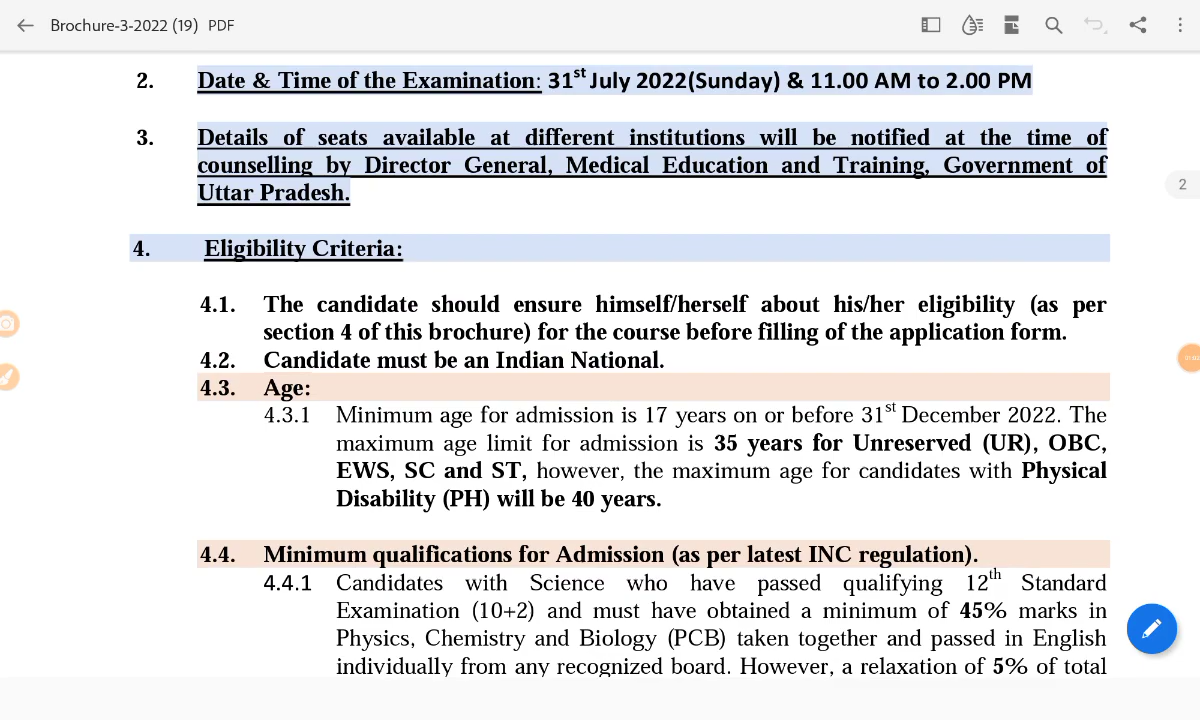 Brochure-3-2022 (19) PDF
2. Date & Time of the Examination: 31st July 2022(Sunday) & 11.00 AM to 2.00 PM
3. Details of seats available at different institutions will be notified at the time of
counselling by Director General, Medical Education and Training, Government of
Uttar Pradesh.
2
4. Eligibility Criteria:
4.1. The candidate should ensure himself/herself about his/her eligibility (as per
section 4 of this brochure) for the course before filling of the application form.
4.2. Candidate must be an Indian National.
4.3. Age:
4.3.1 Minimum age for admission is 17 years on or before 31st December 2022. The
maximum age limit for admission is 35 years for Unreserved (UR), OBC,
EWS, SC and ST, however, the maximum age for candidates with Physical
Disability (PH) will be 40 years.
4.4. Minimum qualifications for Admission (as per latest INC regulation).
4.4.1 Candidates with Science who have passed qualifying 12th Standard
Examination (10+2) and must have obtained a minimum of 45% marks in
Physics, Chemistry and Biology (PCB) taken together and passed in English
individually from any recognized board. However, a relaxation of 5% of total